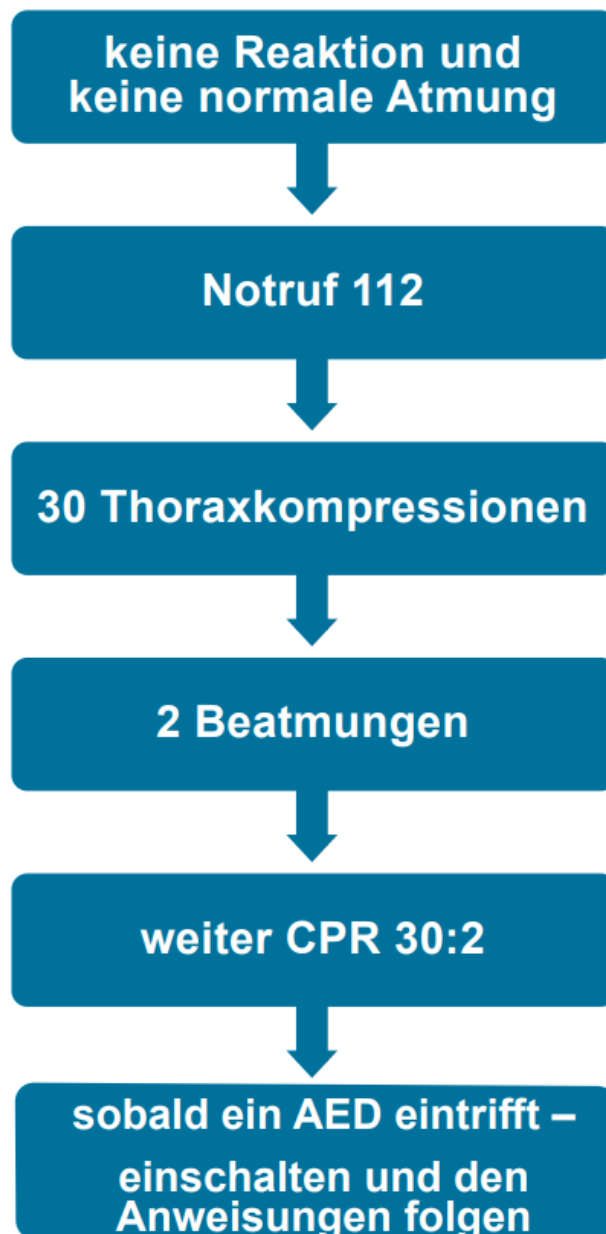 keine Reaktion und
keine normale Atmung
Notruf 112
30 Thoraxkompressionen
2 Beatmungen
weiter CPR 30:2
sobald ein AED eintrifft –
einschalten und den
Anweisungen folgen